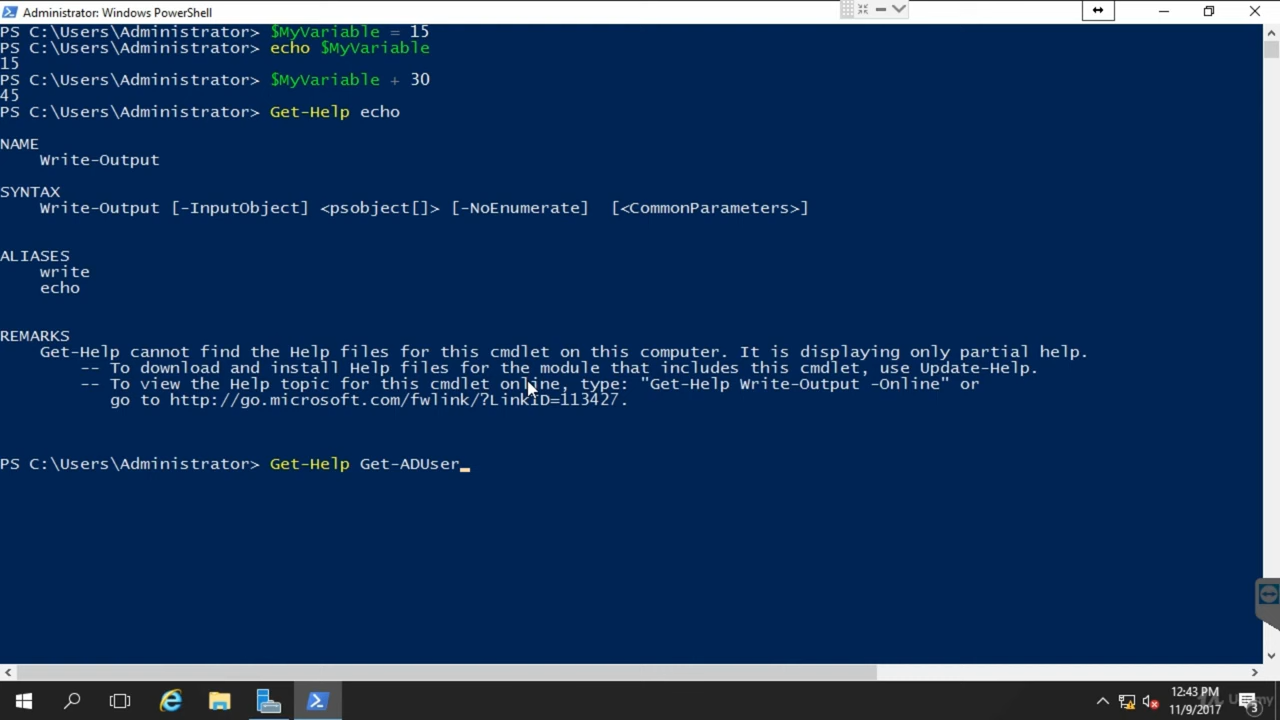 Administrator: Windows PowerShell
PS C:\Users\Administrator> $MyVariable = 15
PS C:\Users\Administrator> echo $MyVariable
15
PS C:\Users\Administrator> $MyVariable + 30
45
PS C:\Users\Administrator> Get-Help echo
NAME
Write-Output
SYNTAX
Write-Output [-InputObject] <psobject[]> [-NoEnumerate]  [<CommonParameters>]
ALIASES
write
echo
REMARKS
Get-Help cannot find the Help files for this cmdlet on this computer. It is displaying only partial help.
-- To download and install Help files for the module that includes this cmdlet, use Update-Help.
-- To view the Help topic for this cmdlet online, type: "Get-Help Write-Output -Online" or
go to http://go.microsoft.com/fwlink/?LinkID=113427.
PS C:\Users\Administrator> Get-Help Get-ADUser_
12:43 PM
11/9/2017
3
Udemy